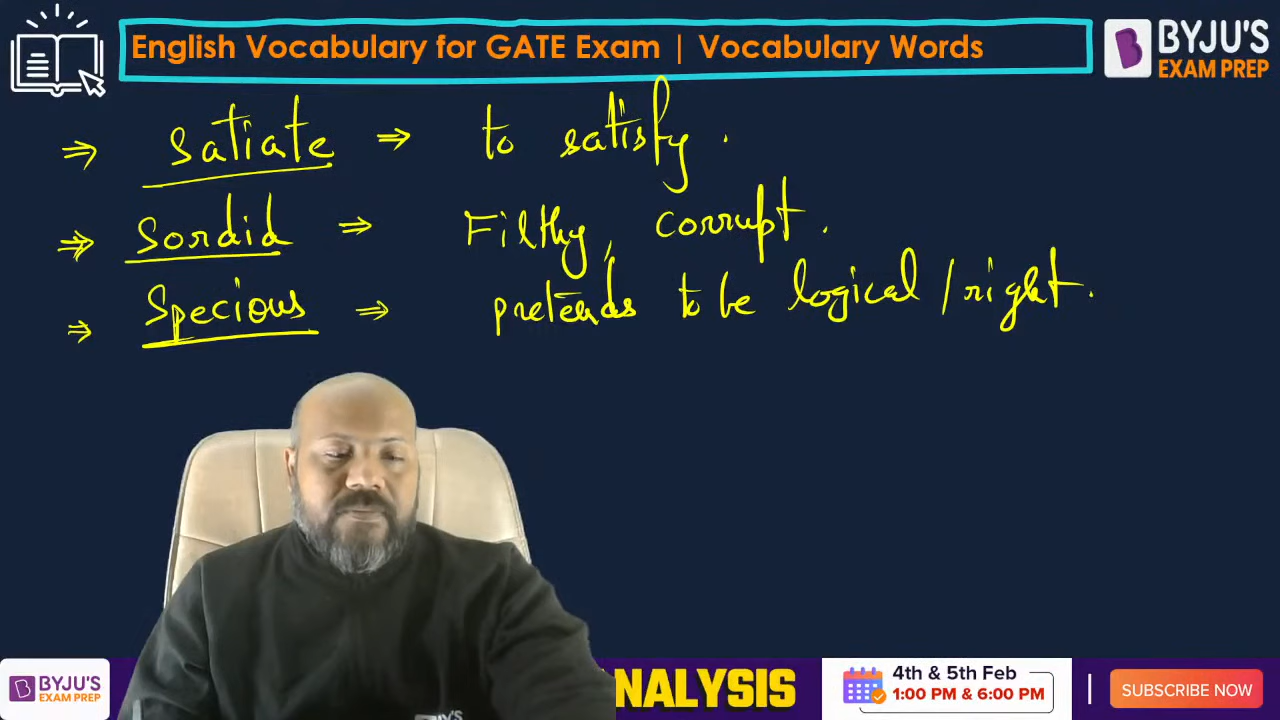 English Vocabulary for GATE Exam | Vocabulary Words
BYJU'S
EXAM PREP
⇒ satiate ⇒ to satisfy.
⇒ Sordid ⇒ Filthy, corrupt.
⇒ Specious ⇒ pretends to be logical/right.
BYJU'S
EXAM PREP
NALYSIS
4th & 5th Feb
1:00 PM & 6:00 PM
SUBSCRIBE NOW